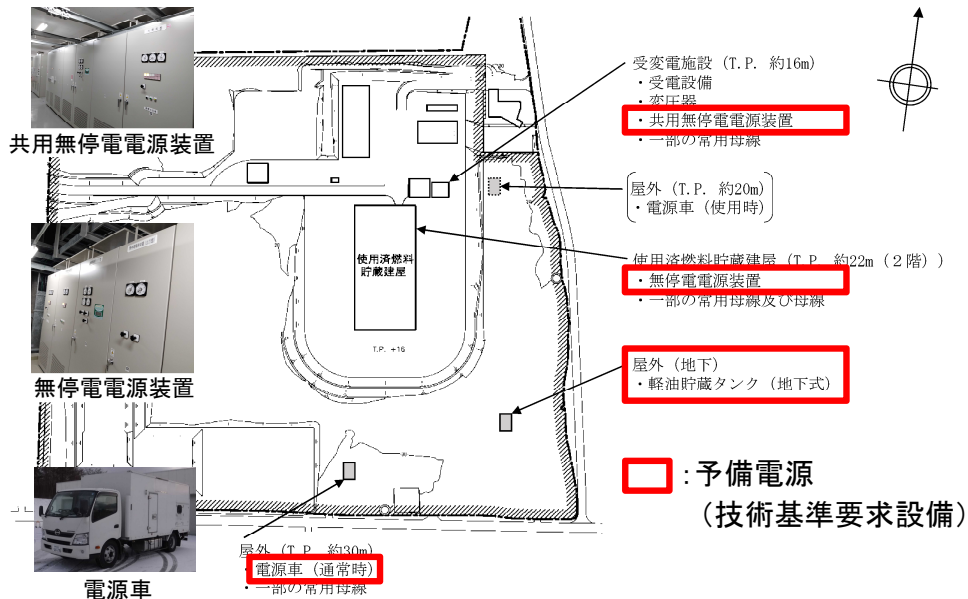 共用無停電電源装置
無停電電源装置
電源車
受変電施設（T.P. 約16m）
・受電設備
・変圧器
・共用無停電電源装置
・一部の常用母線
屋外（T.P. 約20m）
・電源車（使用時）
使用済燃料貯蔵建屋（T.P. 約22m（２階））
・無停電電源装置
・一部の常用母線及び母線
屋外（地下）
・軽油貯蔵タンク（地下式）
使用済燃料
貯蔵建屋
T.P. +16
：予備電源
（技術基準要求設備）
屋外（T.P. 約30m）
・電源車（通常時）
・一部の常用母線